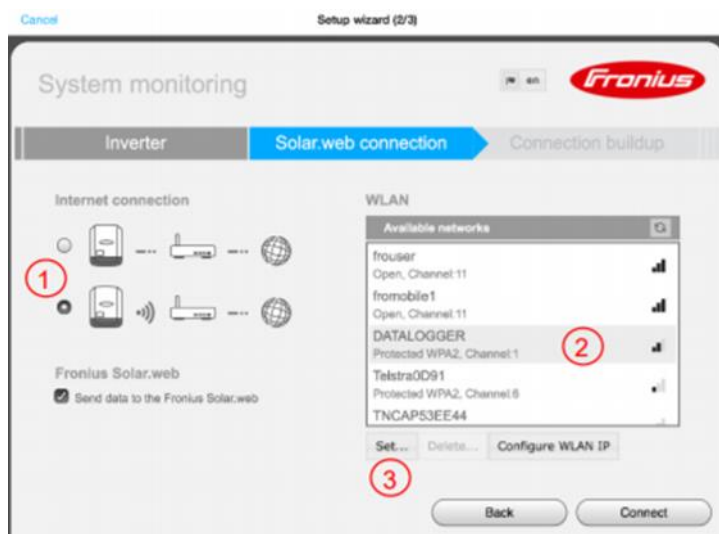 Cancel
Setup wizard (2/3)
System monitoring
en
Fronius
Inverter
Solar.web connection
Connection buildup
Internet connection
1
Fronius Solar.web
Send data to the Fronius Solar.web
WLAN
Available networks
frouser
Open, Channel:11
fromobile1
Open, Channel:11
DATALOGGER
Protected WPA2, Channel:1
2
Telstra0D91
Protected WPA2, Channel:6
TNCAP53EE44
Set... Delete... Configure WLAN IP
3
Back
Connect